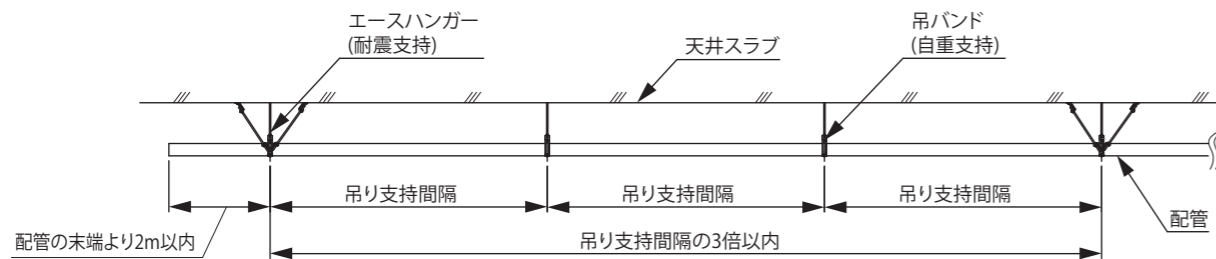 エースハンガー
(耐震支持)
天井スラブ
吊バンド
(自重支持)
吊り支持間隔
吊り支持間隔
吊り支持間隔
配管
配管の末端より2m以内
吊り支持間隔の3倍以内